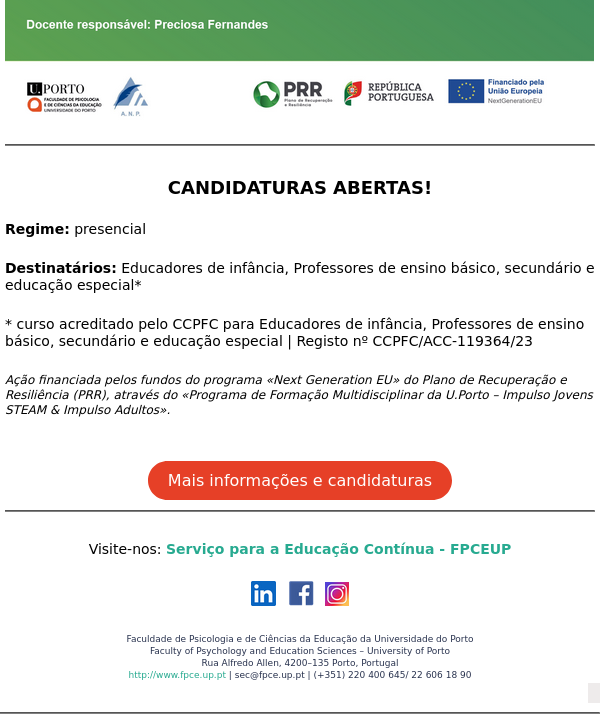 Docente responsável: Preciosa Fernandes
U.PORTO
FACULDADE DE PSICOLOGIA
E DE CIÊNCIAS DA EDUCAÇÃO
UNIVERSIDADE DO PORTO
A. N. P.
PRR
Plano de Recuperação
e Resiliência
REPÚBLICA
PORTUGUESA
Financiado pela
União Europeia
NextGenerationEU
CANDIDATURAS ABERTAS!
Regime: presencial
Destinatários: Educadores de infância, Professores de ensino básico, secundário e
educação especial*
* curso acreditado pelo CCPFC para Educadores de infância, Professores de ensino
básico, secundário e educação especial | Registo nº CCPFC/ACC-119364/23
Ação financiada pelos fundos do programa «Next Generation EU» do Plano de Recuperação e
Resiliência (PRR), através do «Programa de Formação Multidisciplinar da U.Porto – Impulso Jovens
STEAM & Impulso Adultos».
Mais informações e candidaturas
Visite-nos: Serviço para a Educação Contínua - FPCEUP
Faculdade de Psicologia e de Ciências da Educação da Universidade do Porto
Faculty of Psychology and Education Sciences – University of Porto
Rua Alfredo Allen, 4200–135 Porto, Portugal
http://www.fpce.up.pt | sec@fpce.up.pt | (+351) 220 400 645/ 22 606 18 90